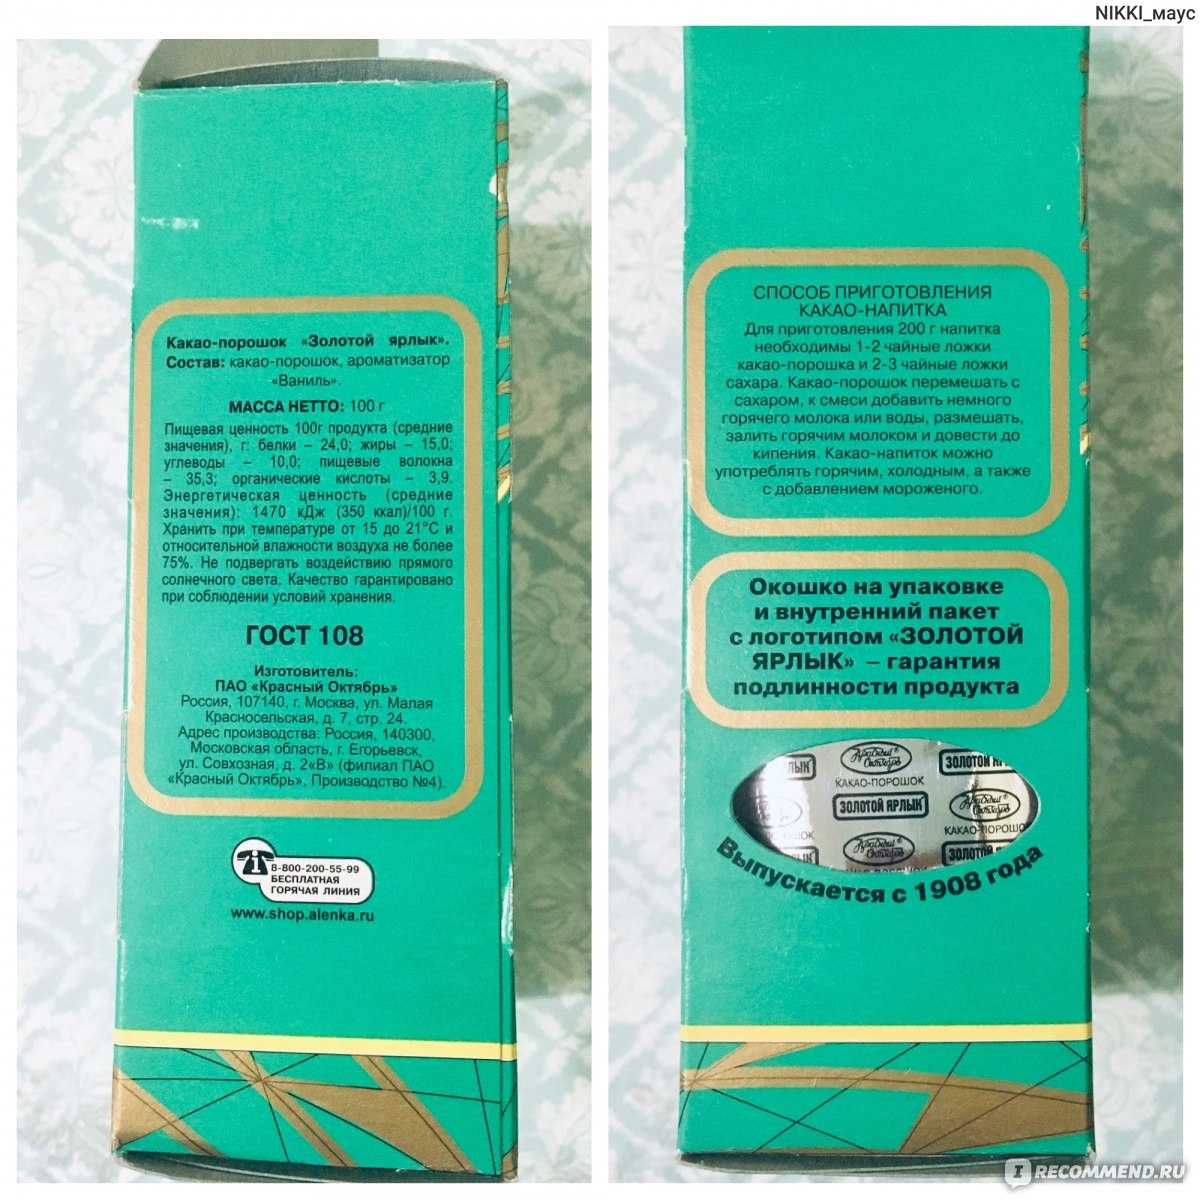 NIKKI_маус
Какао-порошок «Золотой ярлык».
Состав: какао-порошок, ароматизатор
«Ваниль».
МАССА НЕТТО: 100 г
Пищевая ценность 100г продукта (средние
значения), г: белки – 24,0; жиры – 15,0;
углеводы – 10,0; пищевые волокна
– 35,3; органические кислоты – 3,9.
Энергетическая ценность (средние
значения): 1470 кДж (350 ккал)/100 г.
Хранить при температуре от 15 до 21°С и
относительной влажности воздуха не более
75%. Не подвергать воздействию прямого
солнечного света. Качество гарантировано
при соблюдении условий хранения.
ГОСТ 108
Изготовитель:
ПАО «Красный Октябрь»
Россия, 107140, г. Москва, ул. Малая
Красносельская, д. 7, стр. 24.
Адрес производства: Россия, 140300,
Московская область, г. Егорьевск,
ул. Совхозная, д. 2«В» (филиал ПАО
«Красный Октябрь», Производство №4).
8-800-200-55-99
БЕСПЛАТНАЯ
ГОРЯЧАЯ ЛИНИЯ
www.shop.alenka.ru
СПОСОБ ПРИГОТОВЛЕНИЯ
КАКАО-НАПИТКА
Для приготовления 200 г напитка
необходимы 1-2 чайные ложки
какао-порошка и 2-3 чайные ложки
сахара. Какао-порошок перемешать с
сахаром, к смеси добавить немного
горячего молока или воды, размешать,
залить горячим молоком и довести до
кипения. Какао-напиток можно
употреблять горячим, холодным, а также
с добавлением мороженого.
Окошко на упаковке
и внутренний пакет
с логотипом «ЗОЛОТОЙ
ЯРЛЫК» – гарантия
подлинности продукта
Красный Октябрь
ЗОЛОТОЙ ЯР
КАКАО-ПОРОШОК
ЗОЛОТОЙ ЯРЛЫК
Красный Октябрь
КАКАО-ПОРОШОК
Красный Октябрь
ЗОЛОТОЙ
Выпускается с 1908 года
IRECOMMEND.RU